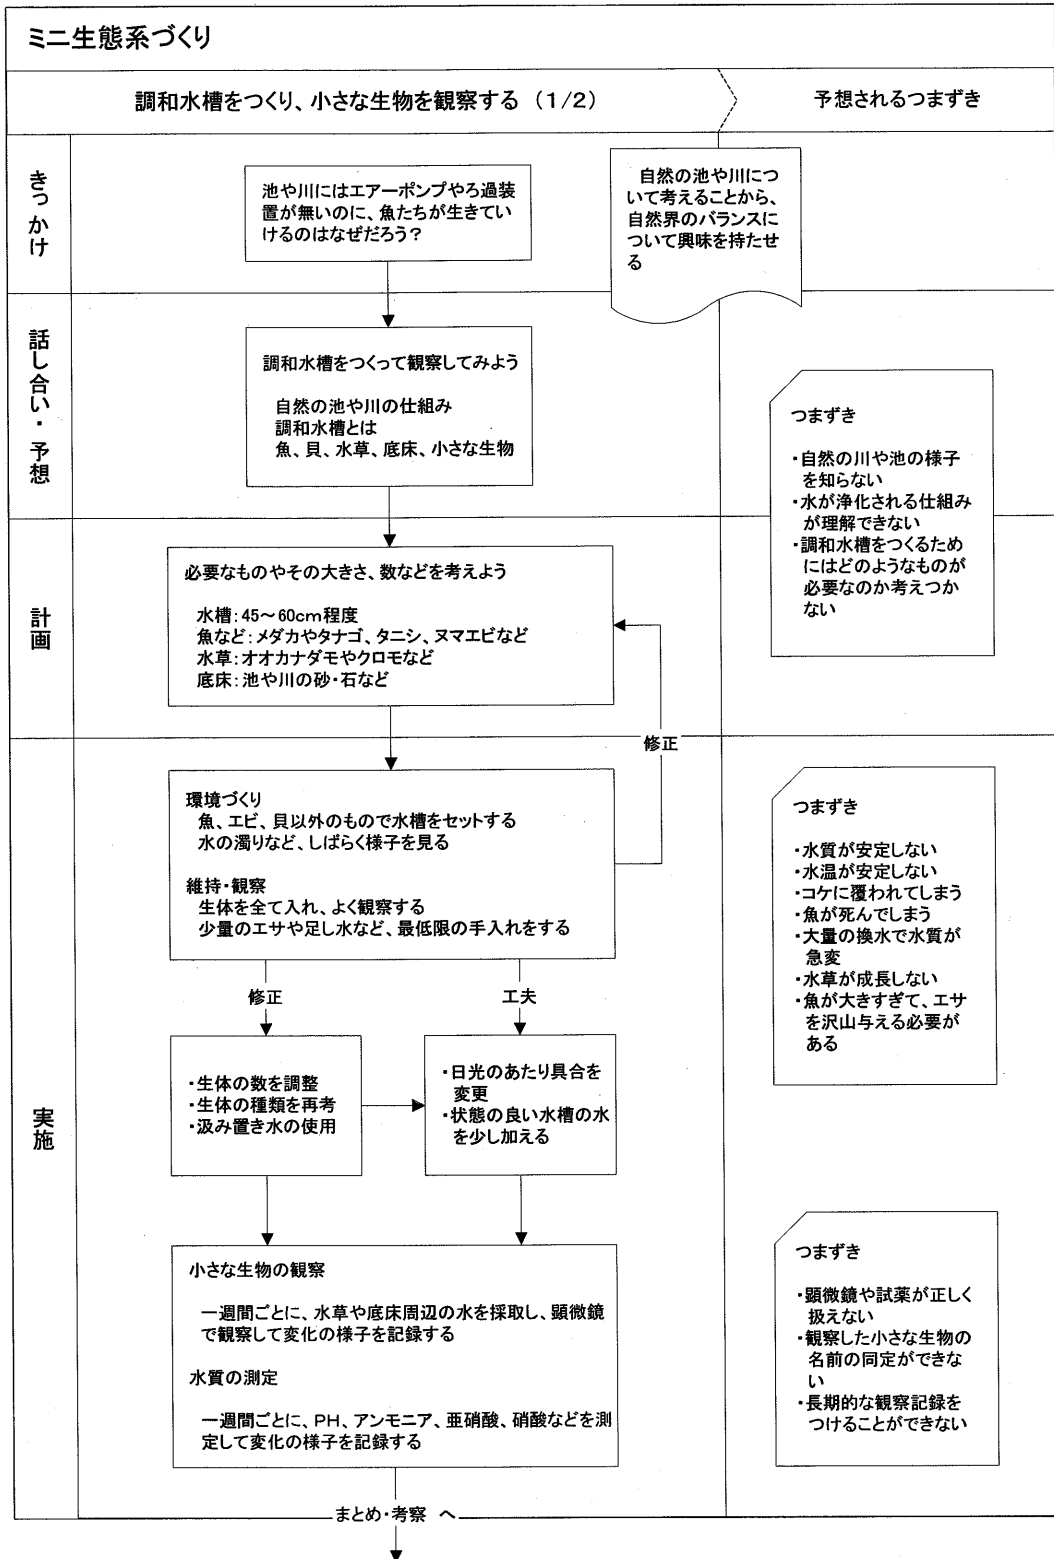 ミニ生態系づくり
調和水槽をつくり、小さな生物を観察する (1/2)
予想されるつまずき
きっかけ
池や川にはエアーポンプやろ過装
置が無いのに、魚たちが生きてい
けるのはなぜだろう？
自然の池や川につ
いて考えることから、
自然界のバランスに
ついて興味を持たせ
る
話し合い・予想
調和水槽をつくって観察してみよう
自然の池や川の仕組み
調和水槽とは
魚、貝、水草、底床、小さな生物
つまずき
・自然の川や池の様子
を知らない
・水が浄化される仕組み
が理解できない
・調和水槽をつくるため
にはどのようなものが
必要なのか考えつか
ない
計画
必要なものやその大きさ、数などを考えよう
水槽：45～60cm程度
魚など：メダカやタナゴ、タニシ、ヌマエビなど
水草：オオカナダモやクロモなど
底床：池や川の砂・石など
修正
実施
環境づくり
魚、エビ、貝以外のもので水槽をセットする
水の濁りなど、しばらく様子を見る
維持・観察
生体を全て入れ、よく観察する
少量のエサや足し水など、最低限の手入れをする
つまずき
・水質が安定しない
・水温が安定しない
・コケに覆われてしまう
・魚が死んでしまう
・大量の換水で水質が
急変
・水草が成長しない
・魚が大きすぎて、エサ
を沢山与える必要が
ある
修正
工夫
・生体の数を調整
・生体の種類を再考
・汲み置き水の使用
・日光のあたり具合を
変更
・状態の良い水槽の水
を少し加える
小さな生物の観察
一週間ごとに、水草や底床周辺の水を採取し、顕微鏡
で観察して変化の様子を記録する
水質の測定
一週間ごとに、PH、アンモニア、亜硝酸、硝酸などを測
定して変化の様子を記録する
つまずき
・顕微鏡や試薬が正しく
扱えない
・観察した小さな生物の
名前の同定ができな
い
・長期的な観察記録を
つけることができない
まとめ・考察 へ